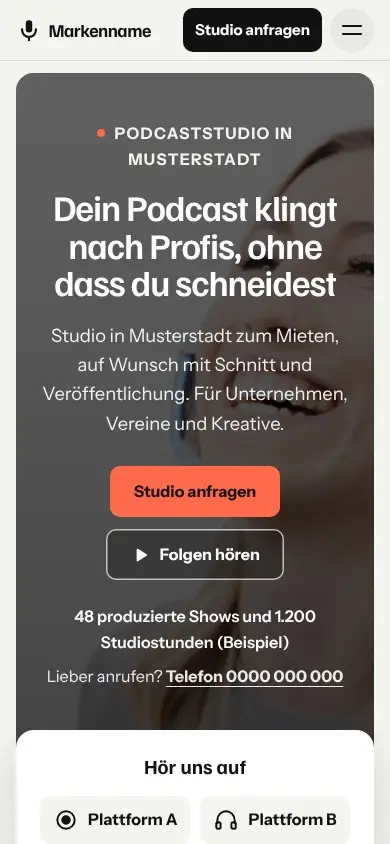 Markenname
Studio anfragen
PODCASTSTUDIO IN
MUSTERSTADT
Dein Podcast klingt
nach Profis, ohne
dass du schneidest
Studio in Musterstadt zum Mieten,
auf Wunsch mit Schnitt und
Veröffentlichung. Für Unternehmen,
Vereine und Kreative.
Studio anfragen
Folgen hören
48 produzierte Shows und 1.200
Studiostunden (Beispiel)
Lieber anrufen? Telefon 0000 000 000
Hör uns auf
Plattform A
Plattform B